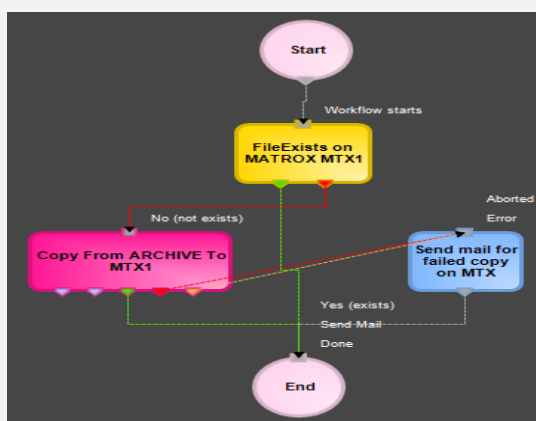 Start
Workflow starts
FileExists on
MATROX MTX1
Aborted
Error
No (not exists)
Copy From ARCHIVE To
MTX1
Send mail for
failed copy
on MTX
Yes (exists)
Send Mail
Done
End